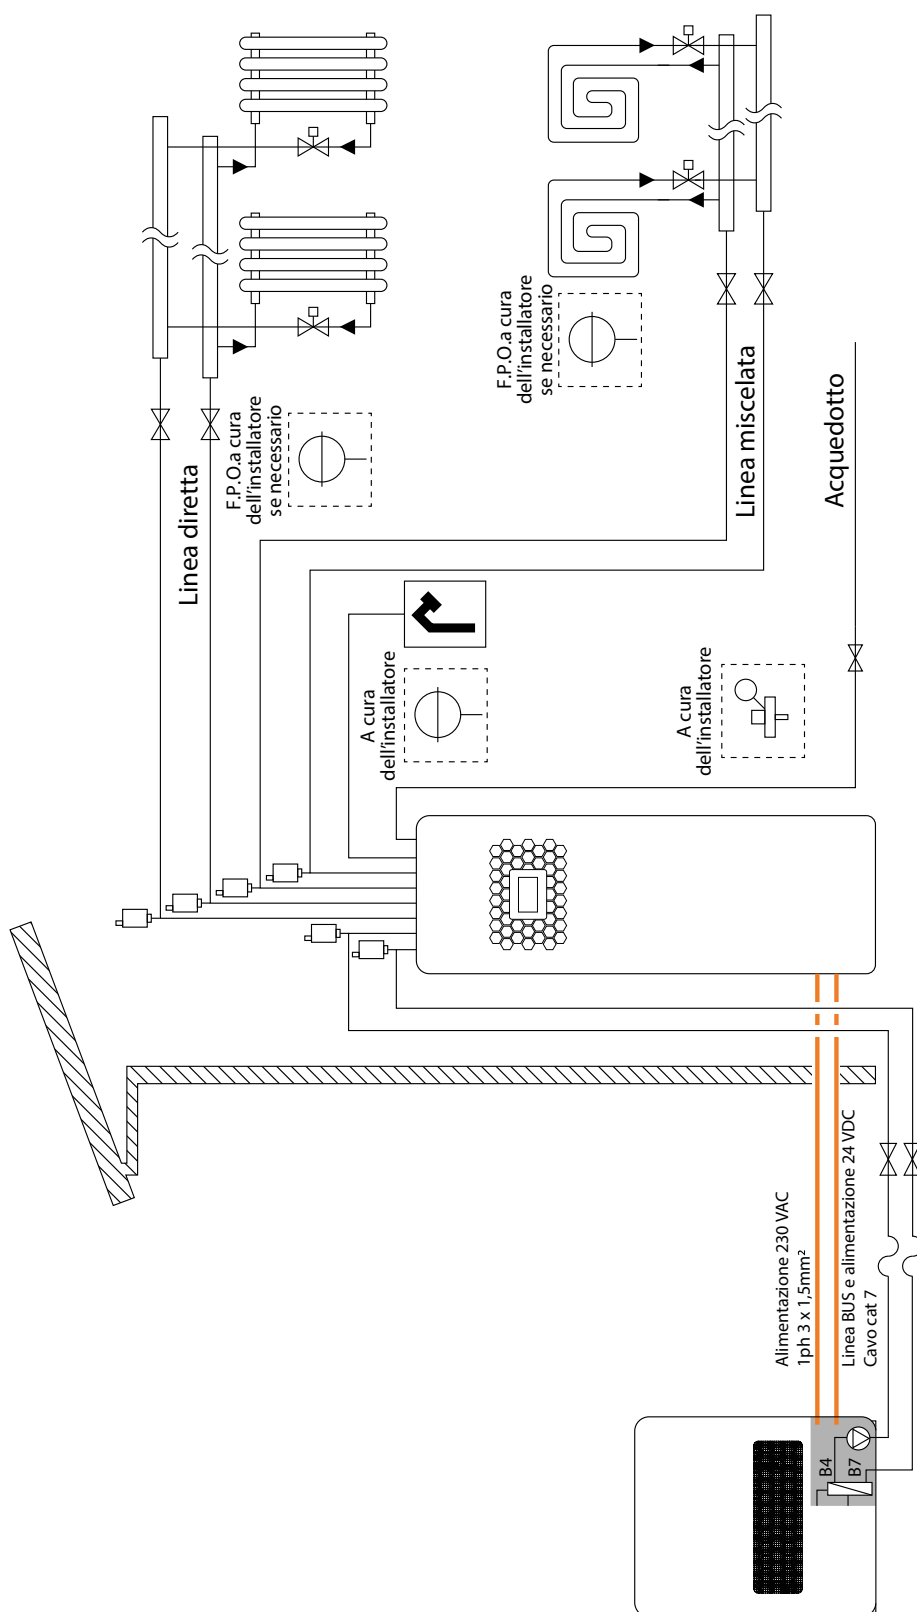 F.P.O.a cura
dell'installatore
se necessario
Linea diretta
F.P.O.a cura
dell'installatore
se necessario
Linea miscelata
Acquedotto
A cura
dell'installatore
A cura
dell'installatore
Alimentazione 230 VAC
1ph 3 x 1,5mm²
Linea BUS e alimentazione 24 VDC
Cavo cat 7
B4
B7